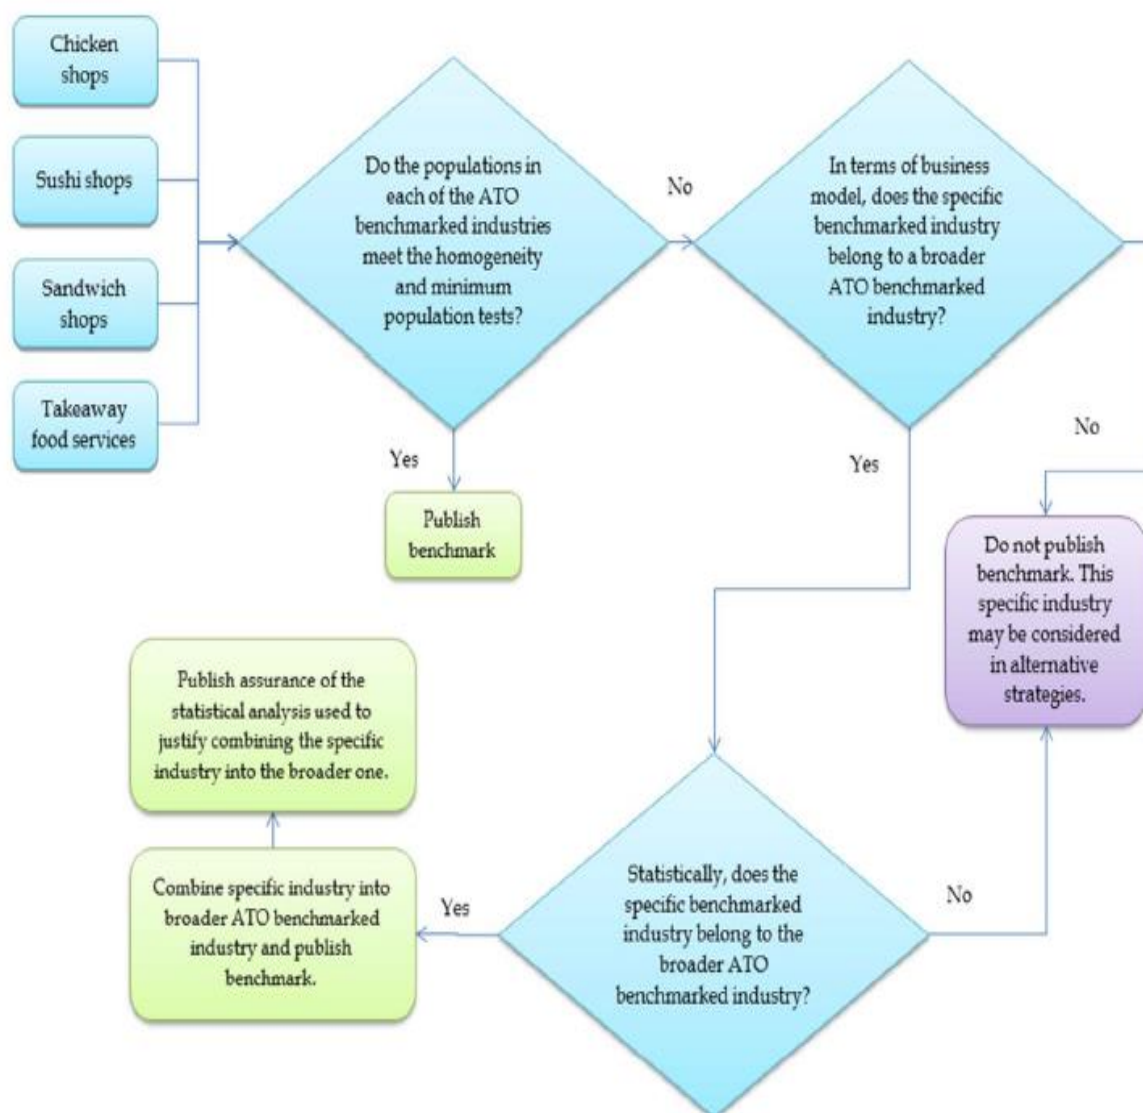 Chicken
shops
Sushi shops
Sandwich
shops
Takeaway
food services
Do the populations in
each of the ATO
benchmarked industries
meet the homogeneity
and minimum
population tests?
No
In terms of business
model, does the specific
benchmarked industry
belong to a broader
ATO benchmarked
industry?
Yes
Publish
benchmark
Yes
No
Do not publish
benchmark. This
specific industry
may be considered
in alternative
strategies.
Publish assurance of the
statistical analysis used to
justify combining the specific
industry into the broader one.
Combine specific industry into
broader ATO benchmarked
industry and publish
benchmark.
Yes
Statistically, does the
specific benchmarked
industry belong to the
broader ATO
benchmarked industry?
No